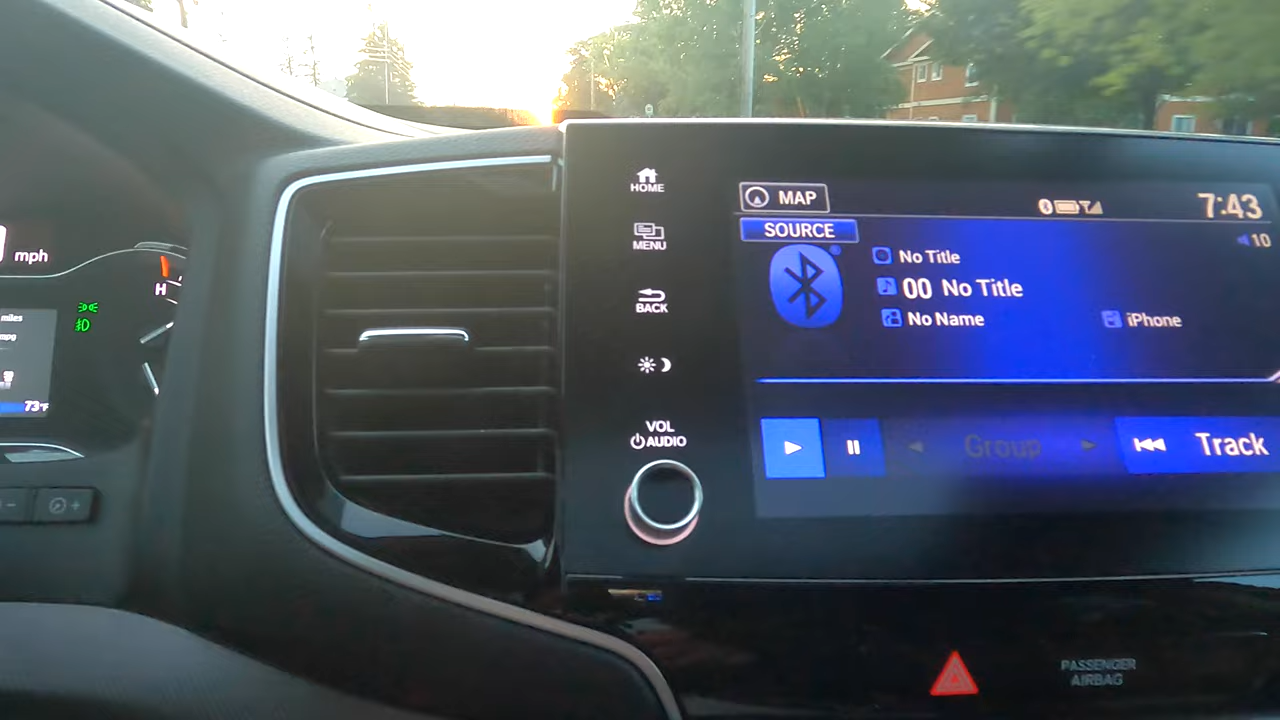 mph
H
miles
mpg
73°F
HOME
MENU
BACK
VOL
AUDIO
MAP
7:43
SOURCE
10
No Title
00 No Title
No Name
iPhone
Group
Track
PASSENGER
AIRBAG